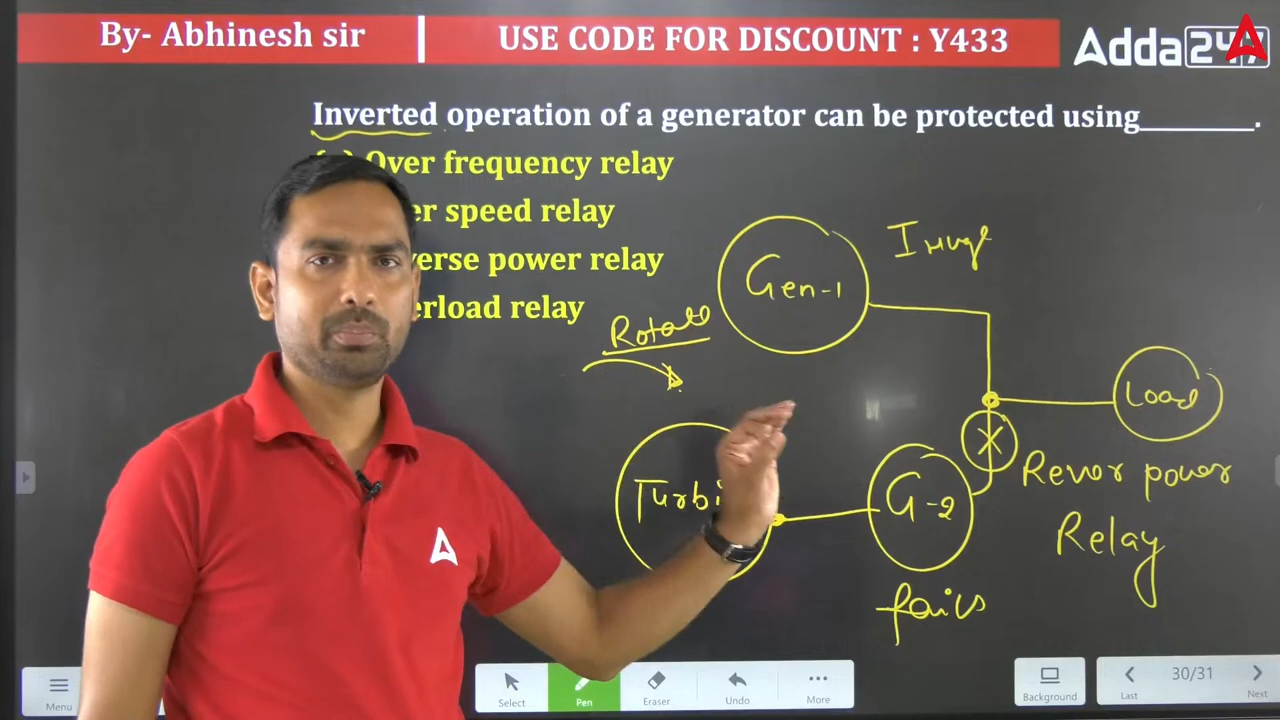 By- Abhinesh sir
USE CODE FOR DISCOUNT : Y433
Adda247
Inverted operation of a generator can be protected using________.
Over frequency relay
er speed relay
verse power relay
erload relay
Gen-1
Rotate
Load
Turbi
G-2
Rever power
Relay
fails
Menu
Select
Pen
Eraser
Undo
More
Background
Last
30/31
Next